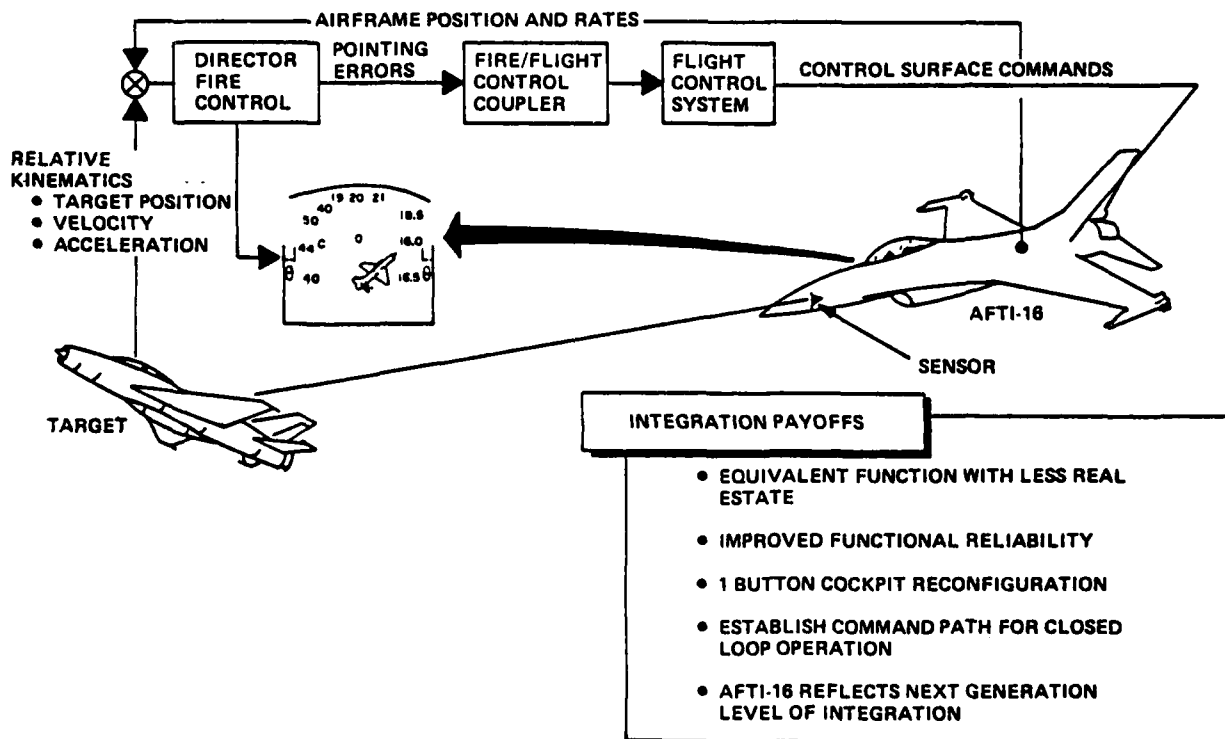 AIRFRAME POSITION AND RATES
DIRECTOR
FIRE
CONTROL
POINTING
ERRORS
FIRE/FLIGHT
CONTROL
COUPLER
FLIGHT
CONTROL
SYSTEM
CONTROL SURFACE COMMANDS
RELATIVE
KINEMATICS
● TARGET POSITION
● VELOCITY
● ACCELERATION
19 20 21
40
50
18.5
C
0
44
16.0
θ
40
16.5
θ
AFTI-16
SENSOR
TARGET
INTEGRATION PAYOFFS
● EQUIVALENT FUNCTION WITH LESS REAL
ESTATE
● IMPROVED FUNCTIONAL RELIABILITY
● 1 BUTTON COCKPIT RECONFIGURATION
● ESTABLISH COMMAND PATH FOR CLOSED
LOOP OPERATION
● AFTI-16 REFLECTS NEXT GENERATION
LEVEL OF INTEGRATION